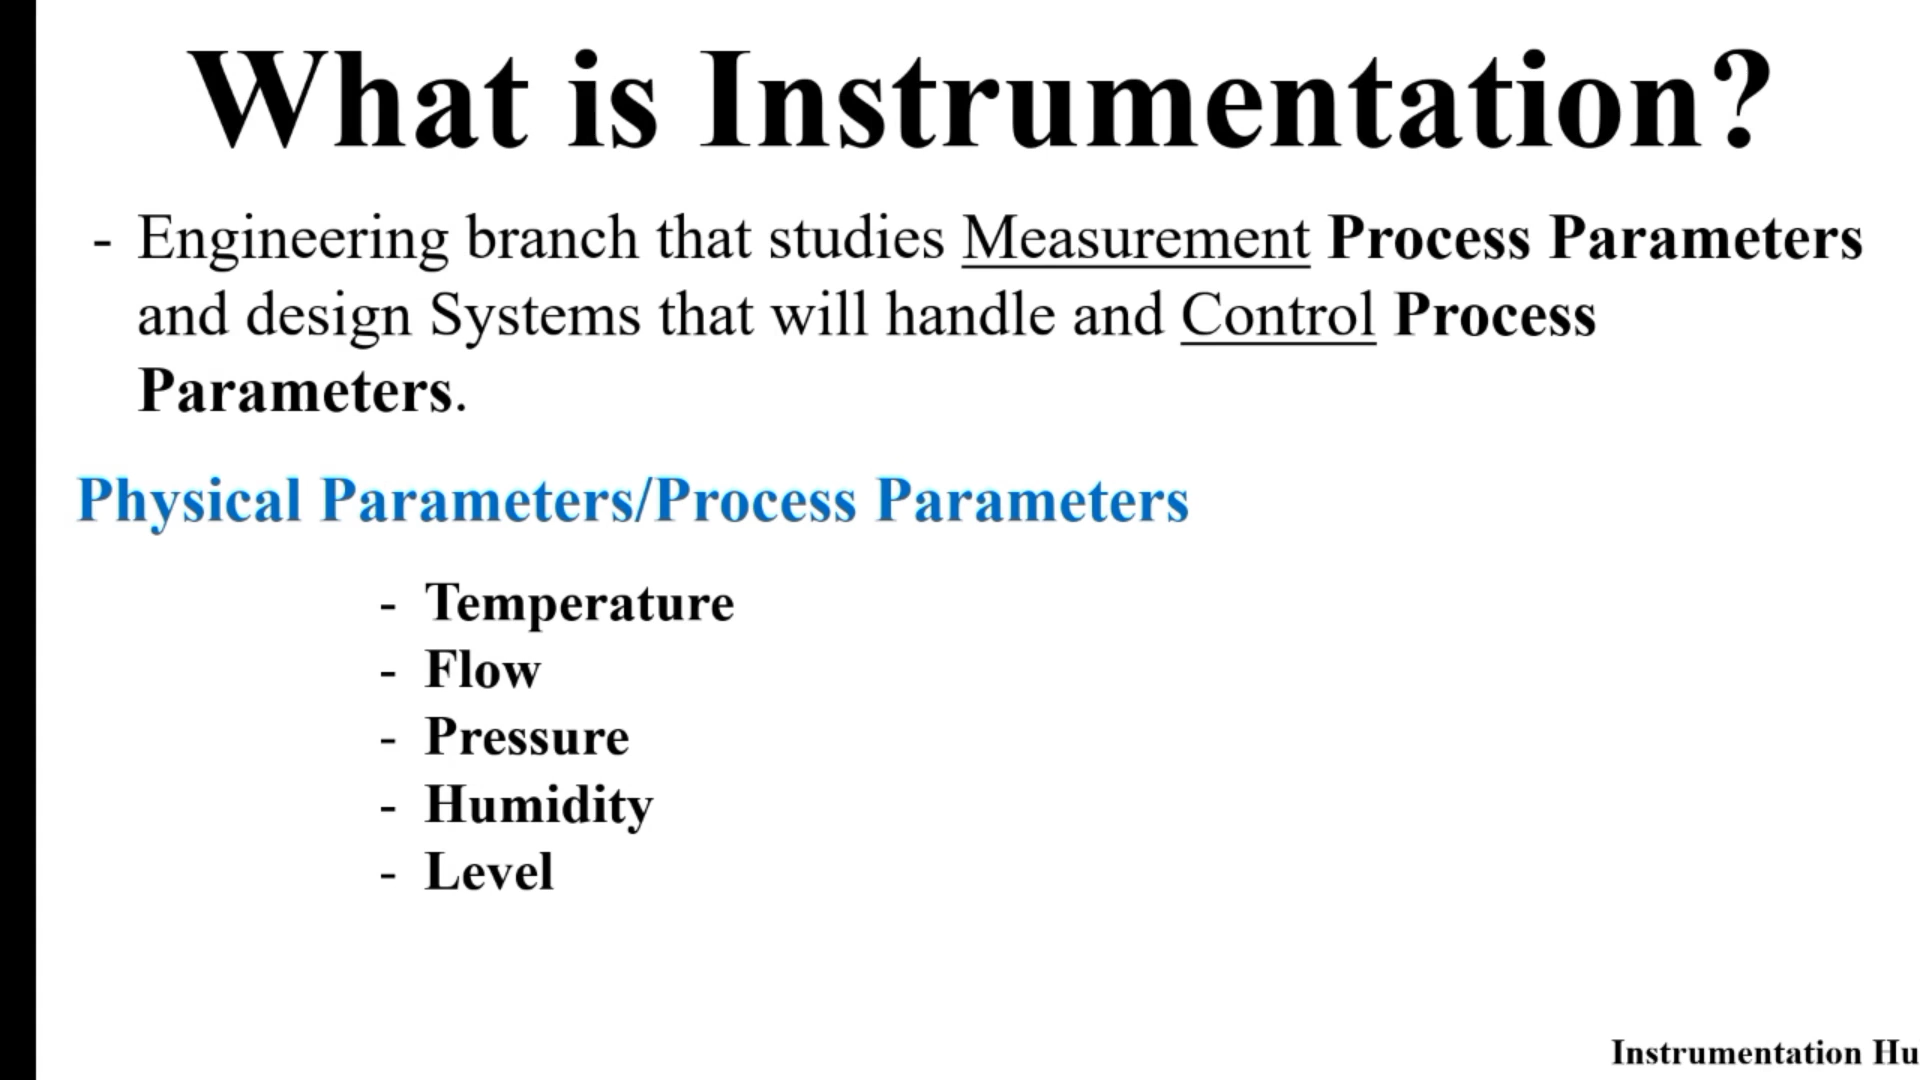 What is Instrumentation?
- Engineering branch that studies Measurement Process Parameters
and design Systems that will handle and Control Process
Parameters.
Physical Parameters/Process Parameters
- Temperature
- Flow
- Pressure
- Humidity
- Level
Instrumentation Hu